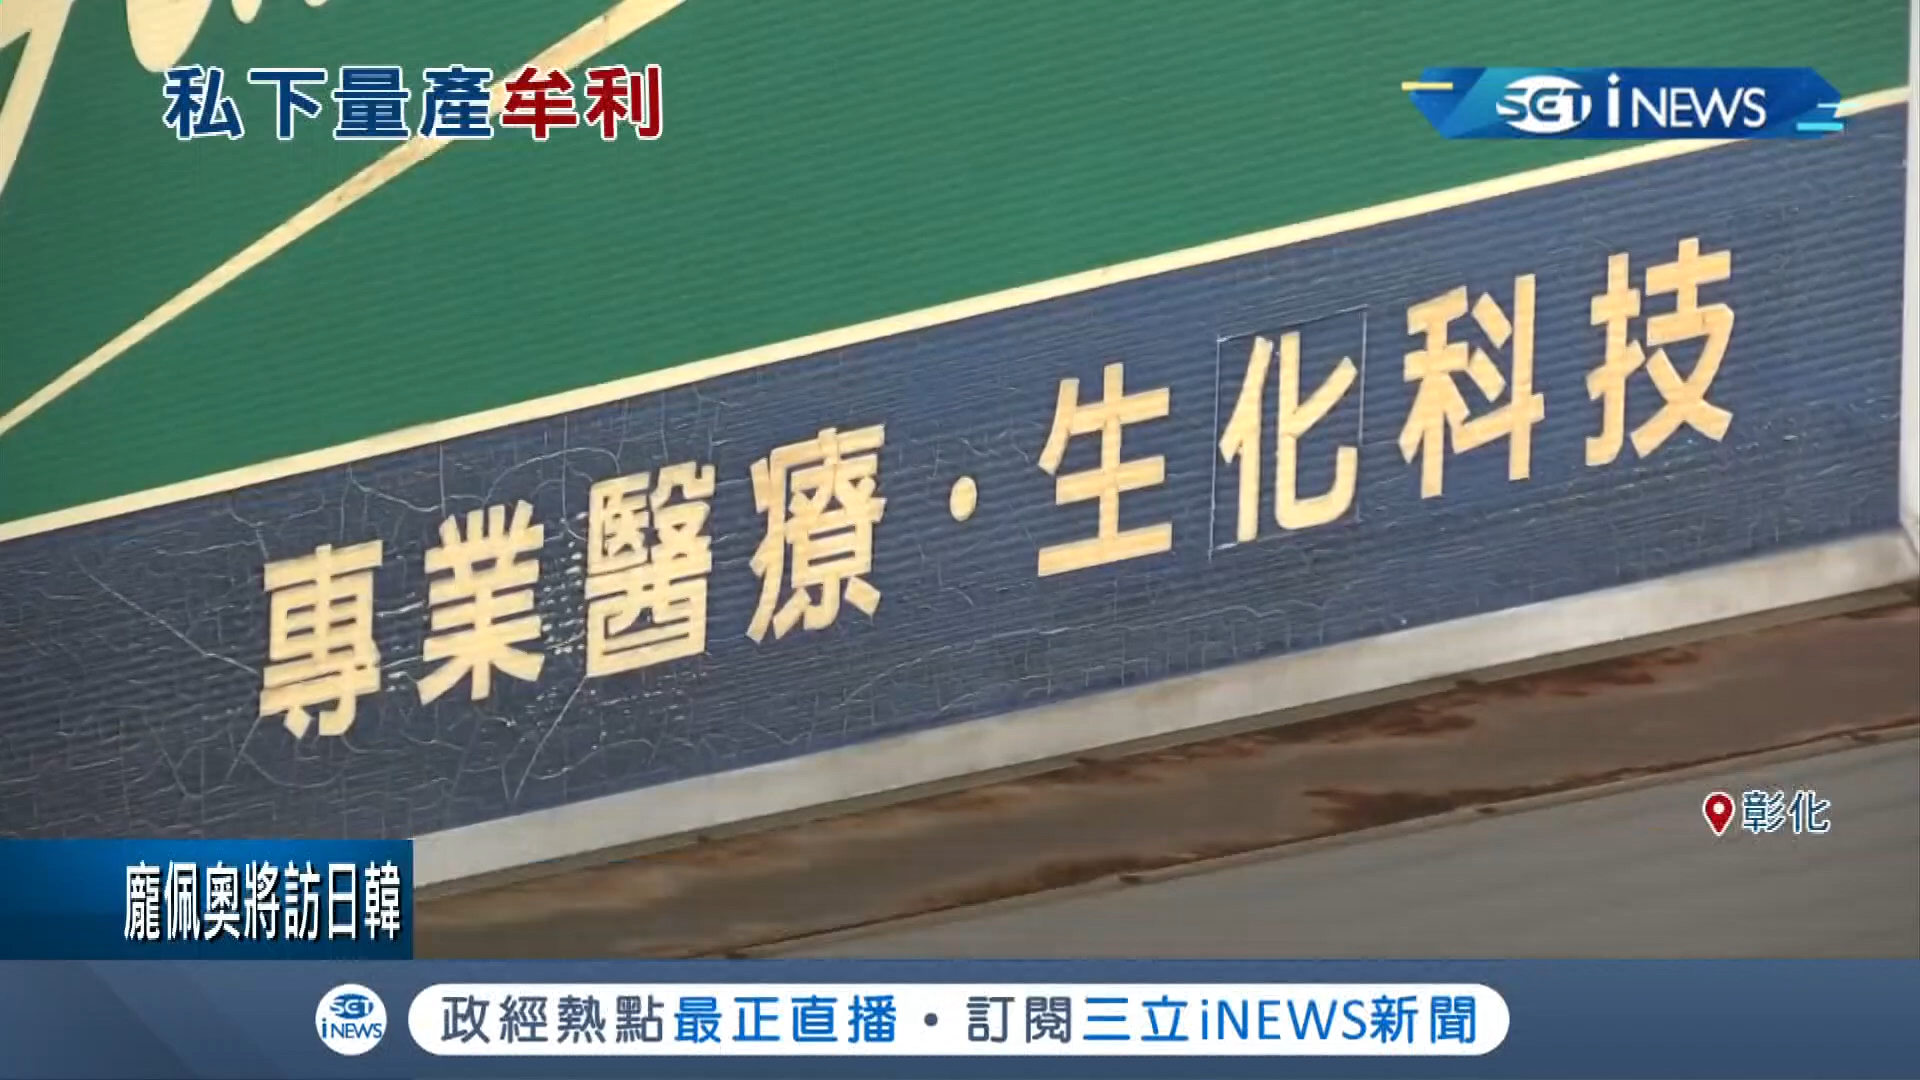 私下量產牟利
SET iNEWS
專業醫療·生化科技
彰化
龐佩奧將訪日韓
SET iNEWS
政經熱點最正直播·訂閱三立iNEWS新聞